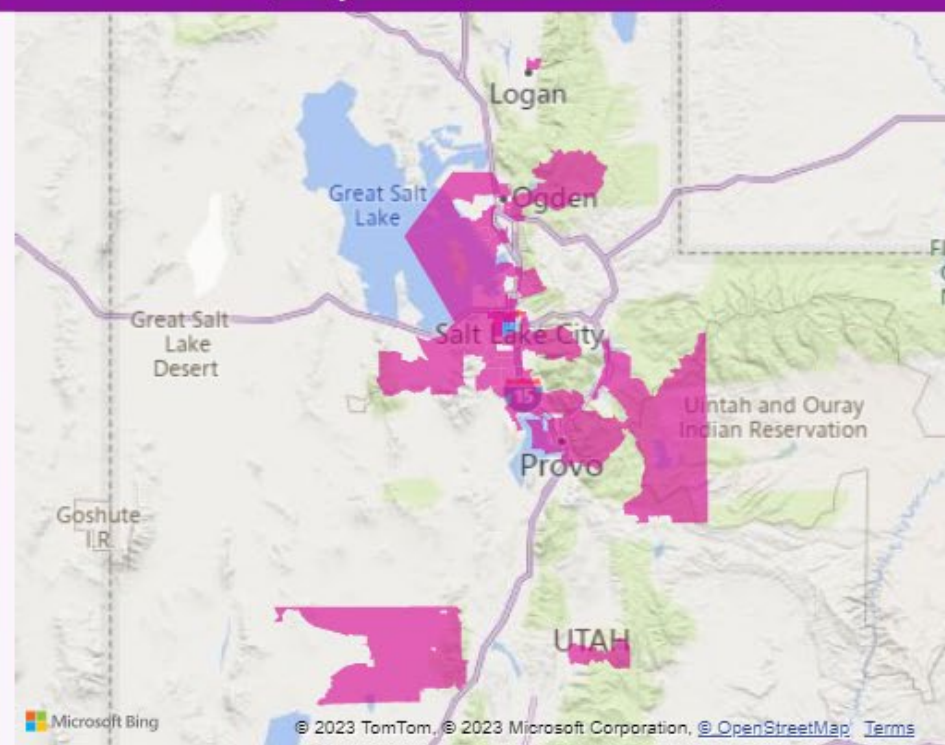 Logan
Great Salt
Lake
Ogden
Great Salt
Lake
Desert
Salt Lake City
15
Uintah and Ouray
Indian Reservation
Provo
Goshute
I.R.
UTAH
Microsoft Bing
© 2023 TomTom, © 2023 Microsoft Corporation, © OpenStreetMap Terms